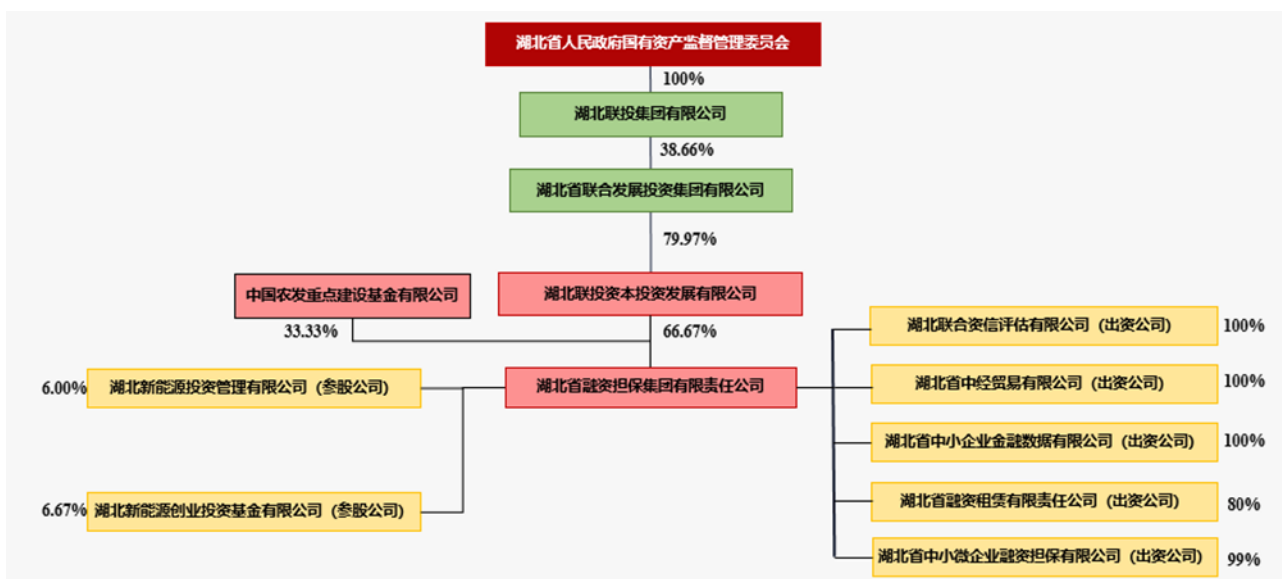 湖北省人民政府国有资产监督管理委员会
100%
湖北联投集团有限公司
38.66%
湖北省联合发展投资集团有限公司
79.97%
中国农发重点建设基金有限公司
湖北联投资本投资发展有限公司
33.33%
66.67%
湖北联合资信评估有限公司（出资公司）
100%
6.00%
湖北新能源投资管理有限公司（参股公司）
湖北省融资担保集团有限责任公司
湖北省中经贸易有限公司（出资公司）
100%
湖北省中小企业金融数据有限公司（出资公司）
100%
6.67%
湖北新能源创业投资基金有限公司（参股公司）
湖北省融资租赁有限责任公司（出资公司）
80%
湖北省中小微企业融资担保有限公司（出资公司）
99%